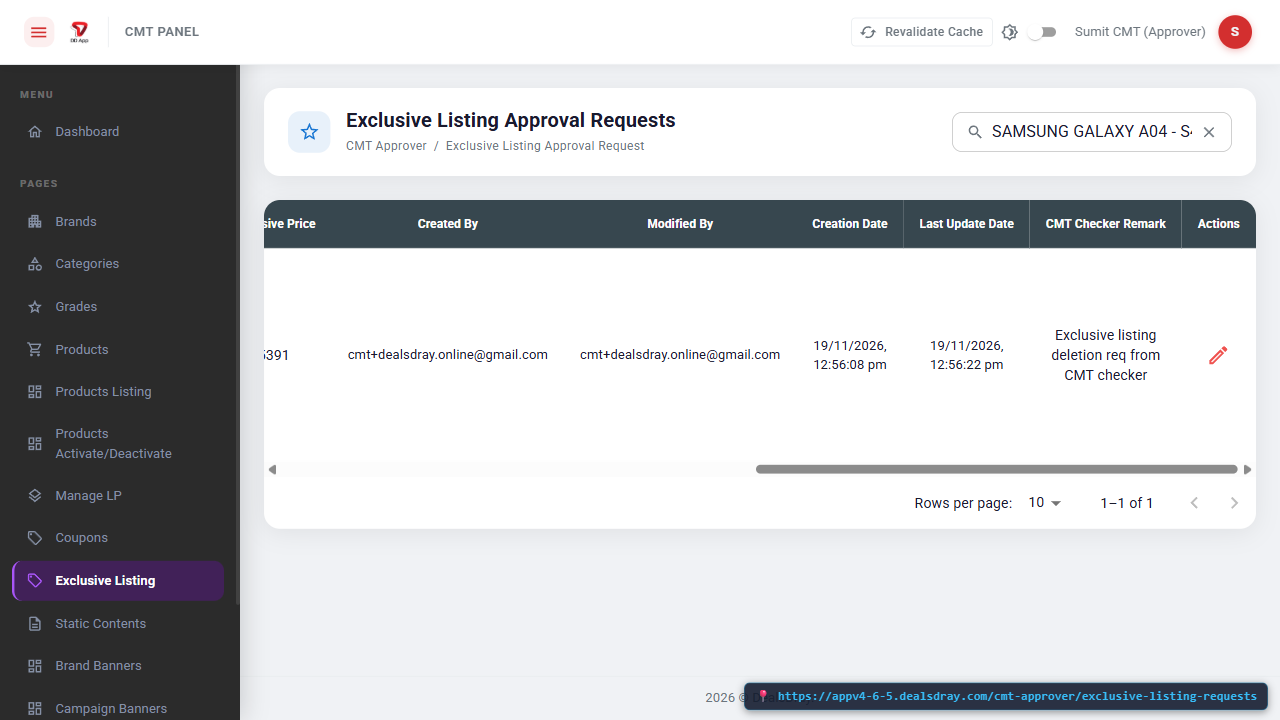 DD App
CMT PANEL
Revalidate Cache
Sumit CMT (Approver)
S
MENU
Dashboard
PAGES
Brands
Categories
Grades
Products
Products Listing
Products
Activate/Deactivate
Manage LP
Coupons
Exclusive Listing
Static Contents
Brand Banners
Campaign Banners
Exclusive Listing Approval Requests
CMT Approver / Exclusive Listing Approval Request
SAMSUNG GALAXY A04 - S
sive Price
Created By
Modified By
Creation Date
Last Update Date
CMT Checker Remark
Actions
5391
cmt+dealsdray.online@gmail.com
cmt+dealsdray.online@gmail.com
19/11/2026,
12:56:08 pm
19/11/2026,
12:56:22 pm
Exclusive listing
deletion req from
CMT checker
Rows per page:
10
1–1 of 1
2026 ©
https://appv4-6-5.dealsdray.com/cmt-approver/exclusive-listing-requests